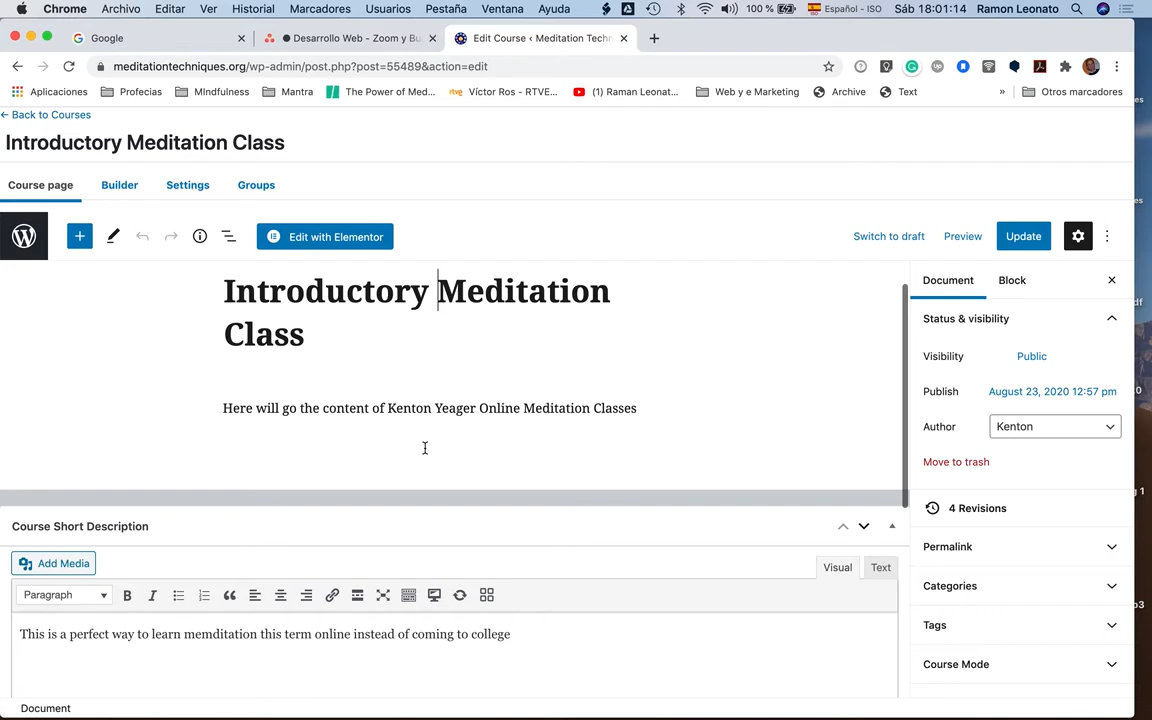 Chrome Archivo Editar Ver Historial Marcadores Usuarios Pestaña Ventana Ayuda 100 % Español - ISO Sáb 18:01:14 Ramon Leonato
Google Desarrollo Web - Zoom y Bu Edit Course ‹ Meditation Techn
meditationtechniques.org/wp-admin/post.php?post=55489&action=edit
Aplicaciones Profecias MIndfulness Mantra The Power of Med... Víctor Ros - RTVE... (1) Raman Leonat... Web y e Marketing Archive Text » Otros marcadores
← Back to Courses
Introductory Meditation Class
Course page Builder Settings Groups
Edit with Elementor Switch to draft Preview Update
Introductory Meditation
Class
Here will go the content of Kenton Yeager Online Meditation Classes
Document Block
Status & visibility
Visibility Public
Publish August 23, 2020 12:57 pm
Author Kenton
Move to trash
4 Revisions
Permalink
Categories
Tags
Course Mode
Course Short Description
Add Media Visual Text
Paragraph B I
This is a perfect way to learn memditation this term online instead of coming to college
Document